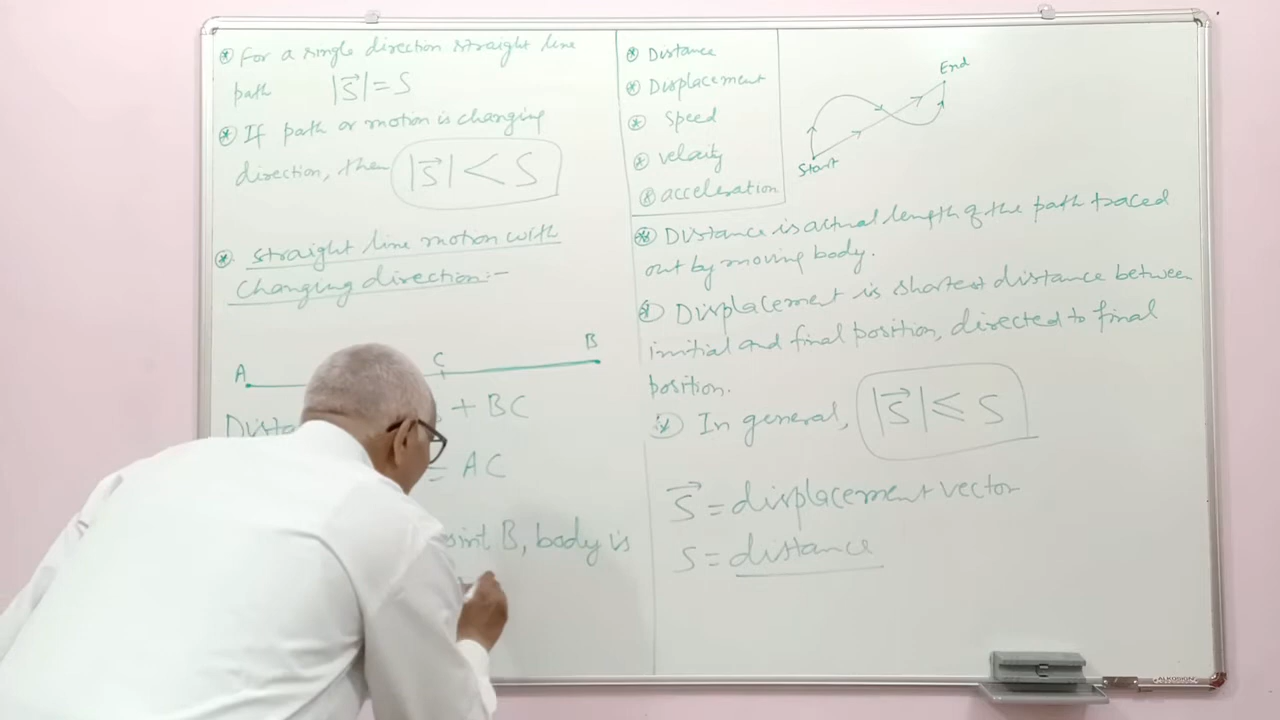 ⊛ For a single direction straight line
path |s⃗| = S
⊛ If path or motion is changing
direction, then |s⃗| < S
⊛ straight line motion with
Changing direction:-
A C B
+ BC
= AC
B, body is
⊛ Distance
⊛ Displacement
⊛ Speed
⊛ velocity
⊛ acceleration
End
Start
⊛ Distance is actual length of the path traced
out by moving body.
⊛ Displacement is shortest distance between
initial and final position, directed to final
position.
⊛ In general, |s⃗| ≤ S
s⃗ = displacement vector
S = distance